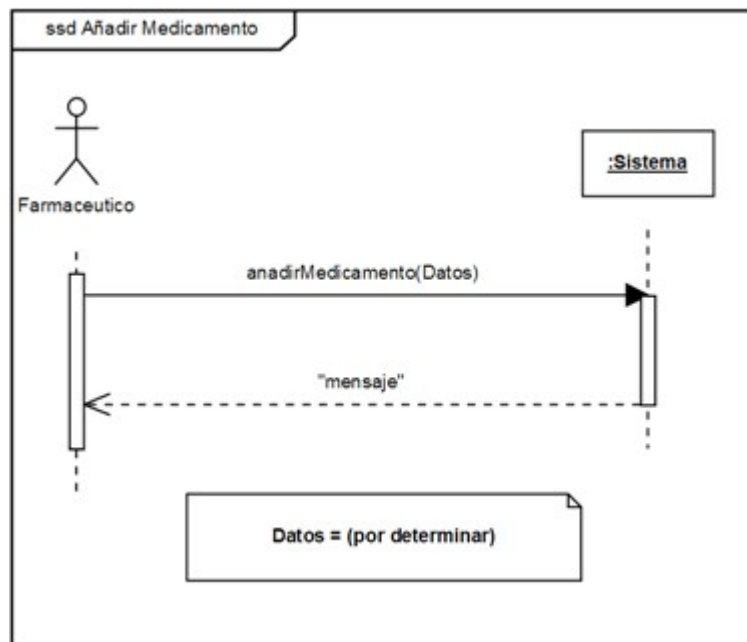 ssd Añadir Medicamento
Farmaceutico
:Sistema
anadirMedicamento(Datos)
"mensaje"
Datos = (por determinar)